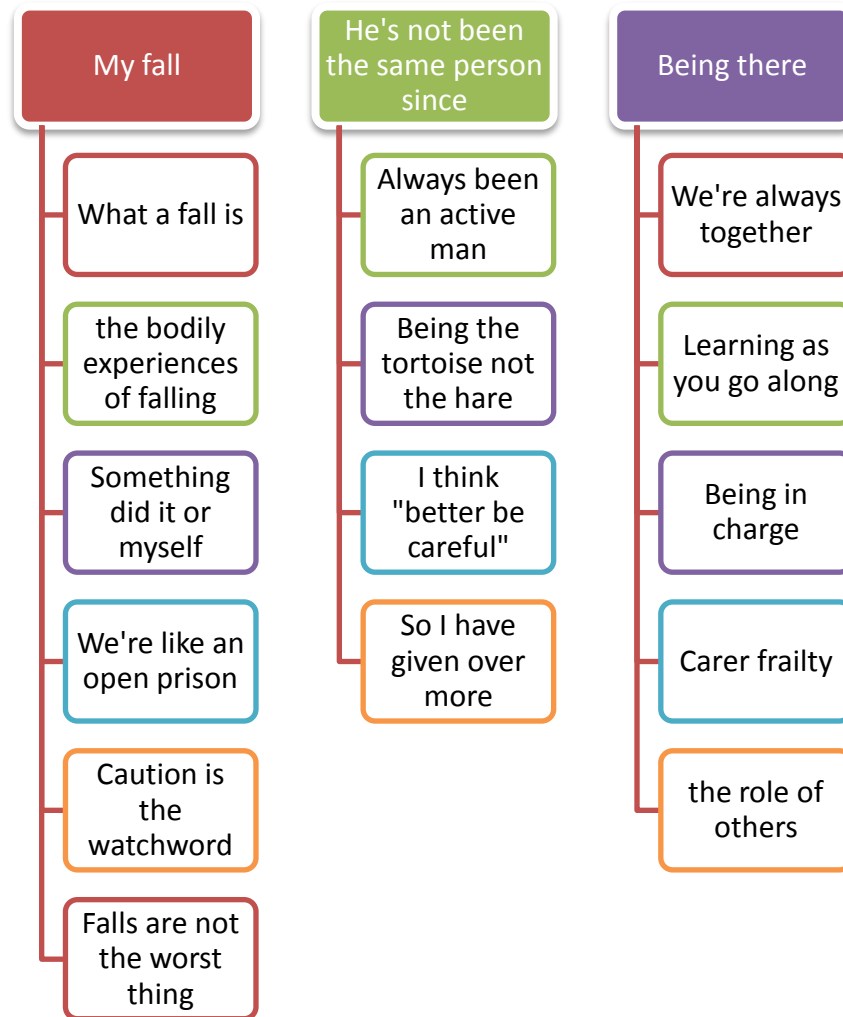 My fall
What a fall is
the bodily
experiences
of falling
Something
did it or
myself
We're like an
open prison
Caution is
the
watchword
Falls are not
the worst
thing
He's not been
the same person
since
Always been
an active
man
Being the
tortoise not
the hare
I think
"better be
careful"
So I have
given over
more
Being there
We're always
together
Learning as
you go along
Being in
charge
Carer frailty
the role of
others